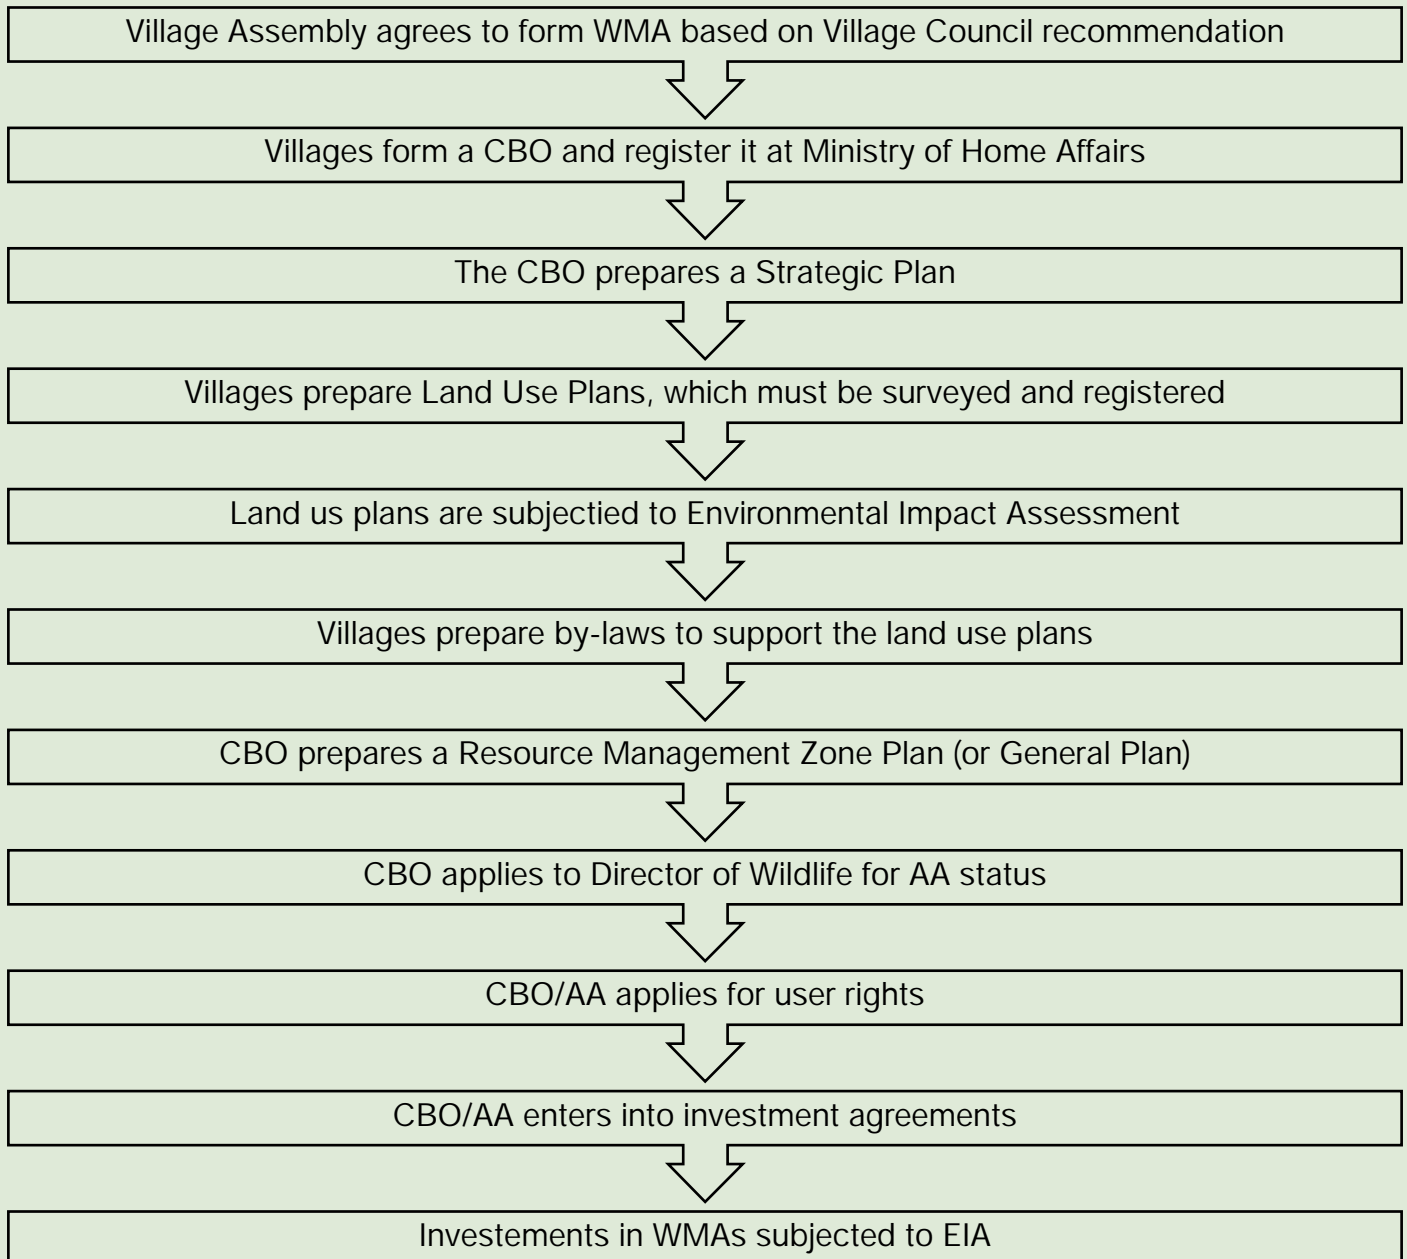 Village Assembly agrees to form WMA based on Village Council recommendation
Villages form a CBO and register it at Ministry of Home Affairs
The CBO prepares a Strategic Plan
Villages prepare Land Use Plans, which must be surveyed and registered
Land us plans are subjectied to Environmental Impact Assessment
Villages prepare by-laws to support the land use plans
CBO prepares a Resource Management Zone Plan (or General Plan)
CBO applies to Director of Wildlife for AA status
CBO/AA applies for user rights
CBO/AA enters into investment agreements
Investements in WMAs subjected to EIA